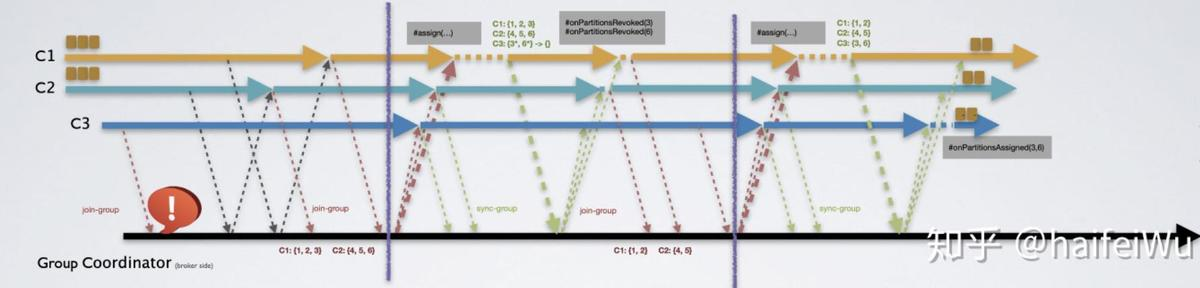 #assign(...)
C1: {1, 2, 3}
C2: {4, 5, 6}
C3: {3*, 6*} -> {}
#onPartitionsRevoked(3)
#onPartitionsRevoked(6)
#assign(...)
C1: {1, 2}
C2: {4, 5}
C3: {3, 6}
C1
C2
C3
#onPartitionsAssigned(3,6)
!
join-group
join-group
sync-group
join-group
sync-group
C1: {1, 2, 3} C2: {4, 5, 6}
C1: {1, 2} C2: {4, 5}
Group Coordinator (broker side)
知乎 @haifeiWu